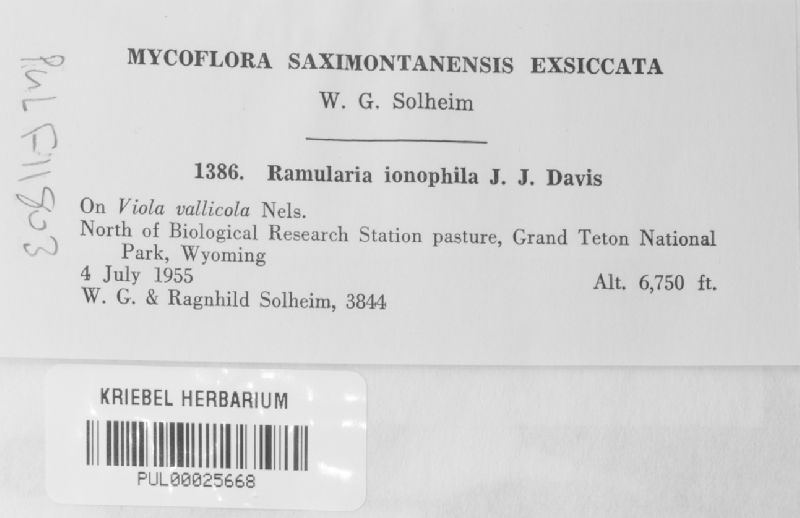 MYCOFLORA SAXIMONTANENSIS EXSICCATA
W. G. Solheim
1386. Ramularia ionophila J. J. Davis
On Viola vallicola Nels.
North of Biological Research Station pasture, Grand Teton National
Park, Wyoming
4 July 1955 Alt. 6,750 ft.
W. G. & Ragnhild Solheim, 3844
PUL F11803
KRIEBEL HERBARIUM
PUL00025668